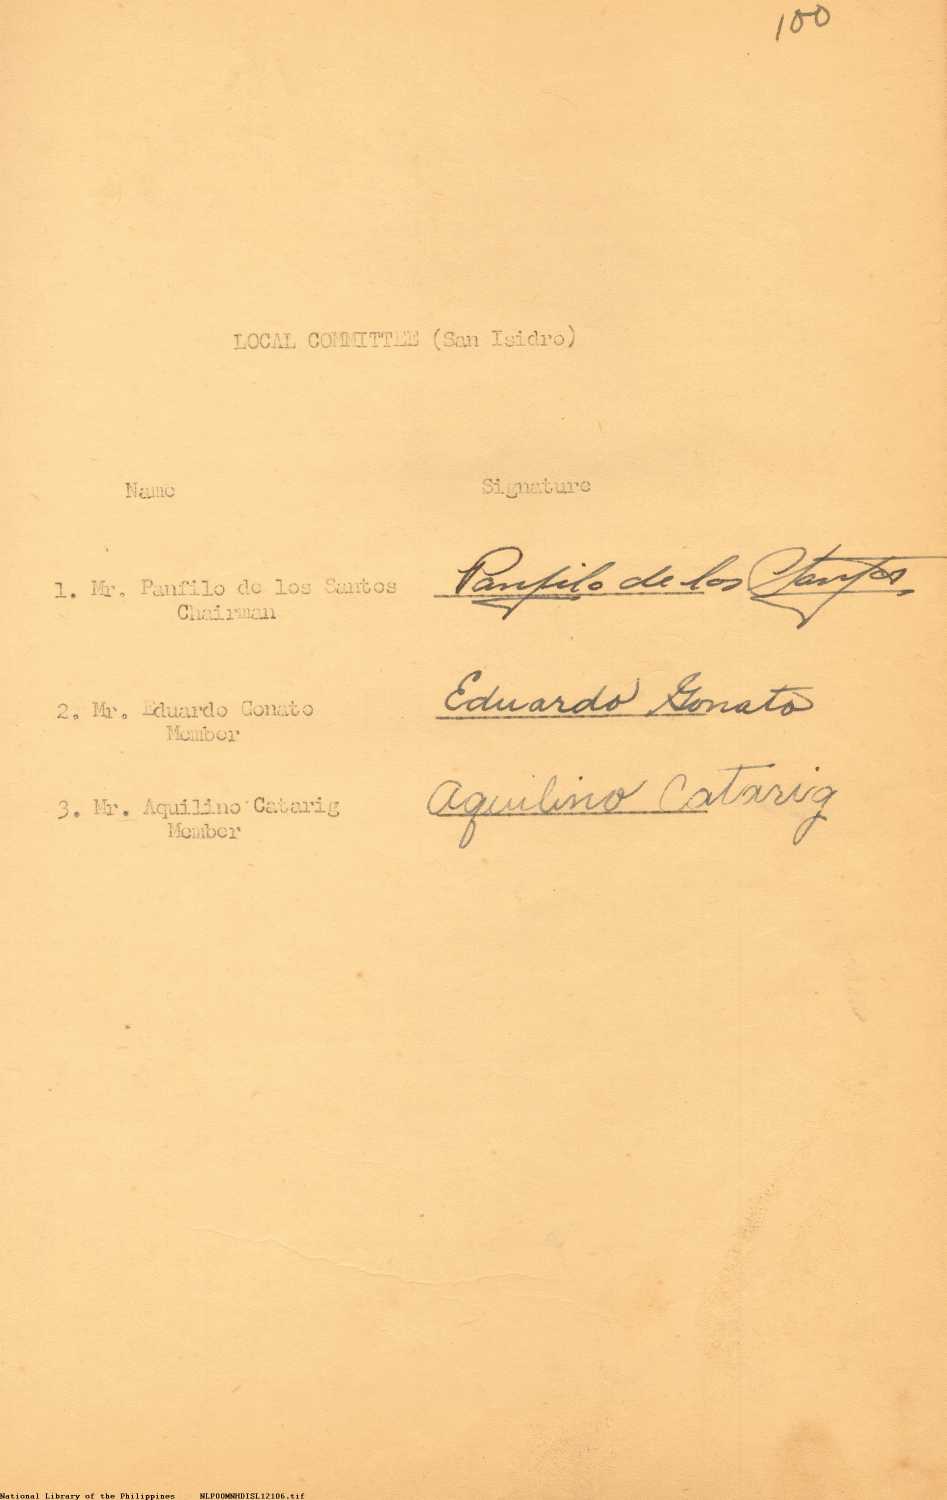 100
LOCAL COMMITTEE (San Isidro)
Name Signature
1. Mr. Panfilo de los Santos Panfilo de los Santos
Chairman
2. Mr. Eduardo Gonato Eduardo Gonato
Member
3. Mr. Aquilino Catarig Aquilino Catarig
Member
National Library of the Philippines NLPOOMNHDISL12106.tif